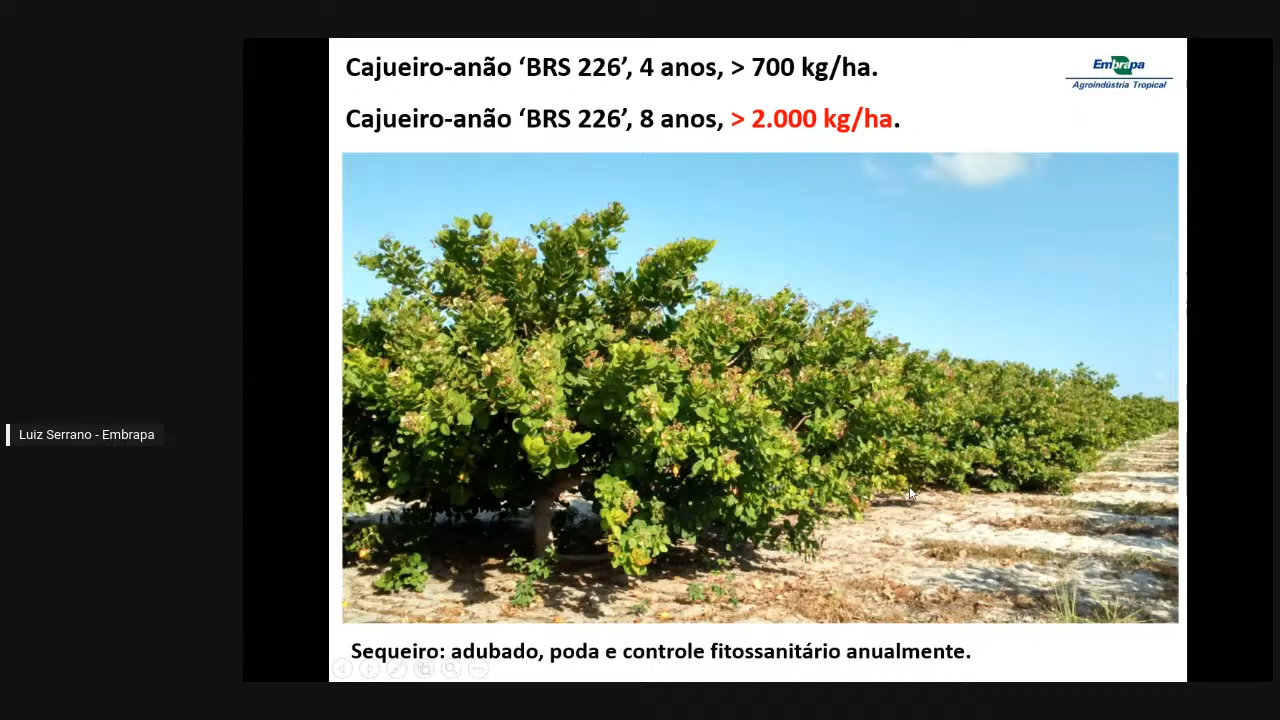 Cajueiro-anão ‘BRS 226’, 4 anos, > 700 kg/ha.
Embrapa
Agroindústria Tropical
Cajueiro-anão ‘BRS 226’, 8 anos, > 2.000 kg/ha.
Luiz Serrano - Embrapa
Sequeiro: adubado, poda e controle fitossanitário anualmente.